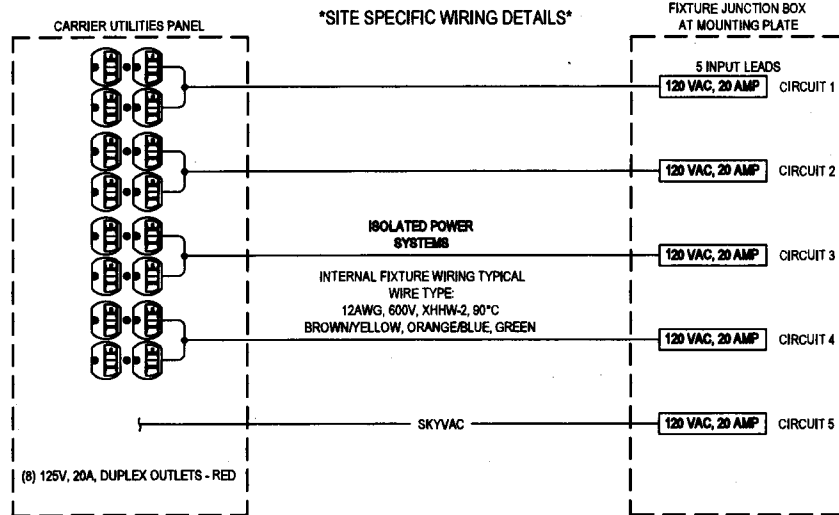 *SITE SPECIFIC WIRING DETAILS*
CARRIER UTILITIES PANEL
FIXTURE JUNCTION BOX
AT MOUNTING PLATE
5 INPUT LEADS
120 VAC, 20 AMP CIRCUIT 1
120 VAC, 20 AMP CIRCUIT 2
ISOLATED POWER
SYSTEMS
120 VAC, 20 AMP CIRCUIT 3
INTERNAL FIXTURE WIRING TYPICAL
WIRE TYPE:
12AWG, 600V, XHHW-2, 90°C
BROWN/YELLOW, ORANGE/BLUE, GREEN
120 VAC, 20 AMP CIRCUIT 4
SKYVAC
120 VAC, 20 AMP CIRCUIT 5
(8) 125V, 20A, DUPLEX OUTLETS - RED